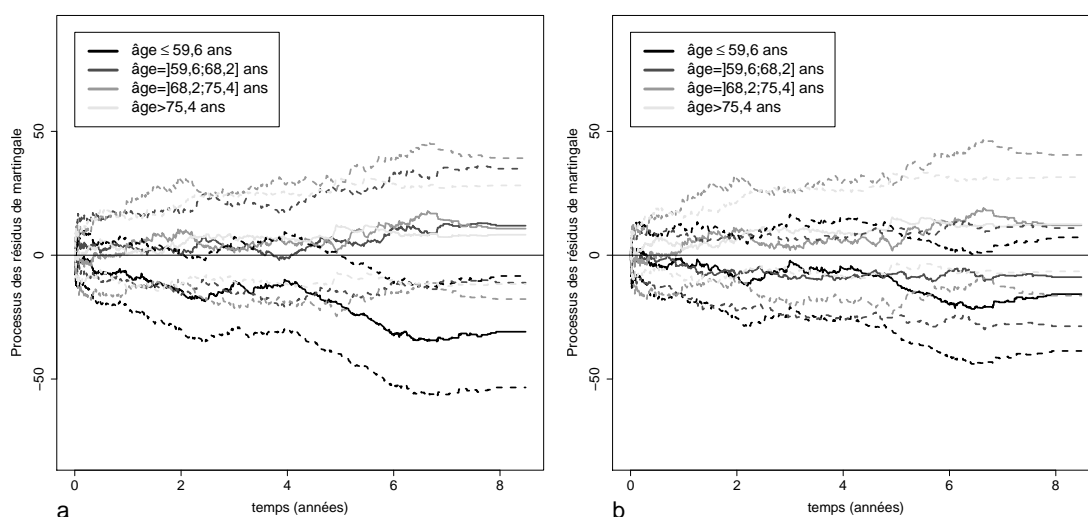 âge ≤ 59,6 ans
âge=]59,6;68,2] ans
âge=]68,2;75,4] ans
âge>75,4 ans
Processus des résidus de martingale
50
0
−50
0
2
4
6
8
temps (années)
a
âge ≤ 59,6 ans
âge=]59,6;68,2] ans
âge=]68,2;75,4] ans
âge>75,4 ans
Processus des résidus de martingale
50
0
−50
0
2
4
6
8
temps (années)
b